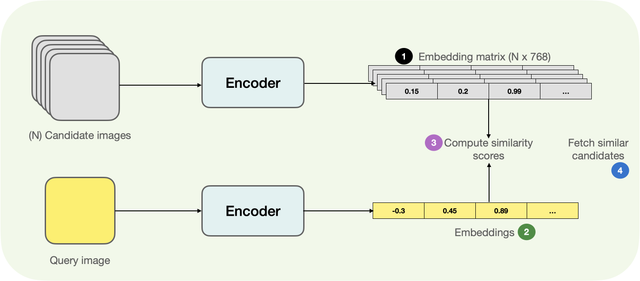 1 Embedding matrix (N x 768)
Encoder
0.15 0.2 0.99 ...
(N) Candidate images
3 Compute similarity
scores
Fetch similar
candidates
4
Encoder
-0.3 0.45 0.89 ...
Embeddings 2
Query image